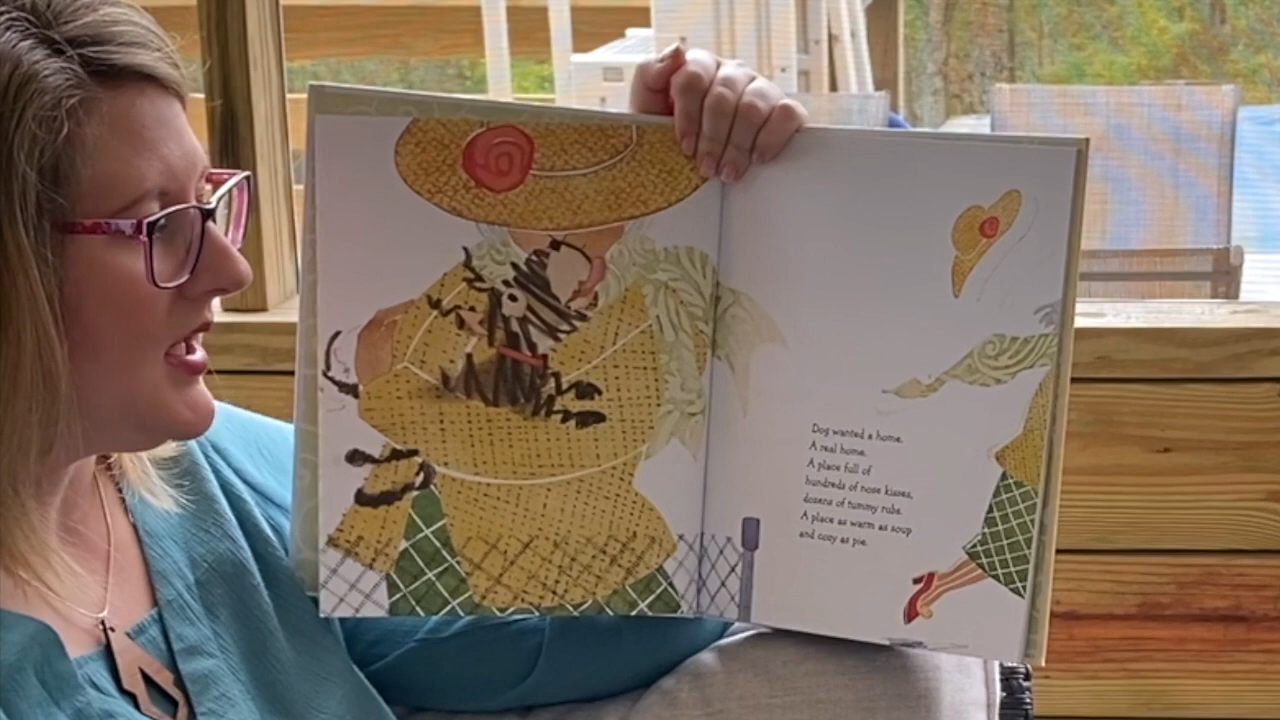 Dog wanted a home.
A real home.
A place full of
hundreds of nose kisses,
dozens of tummy rubs.
A place as warm as soup
and cozy as pie.